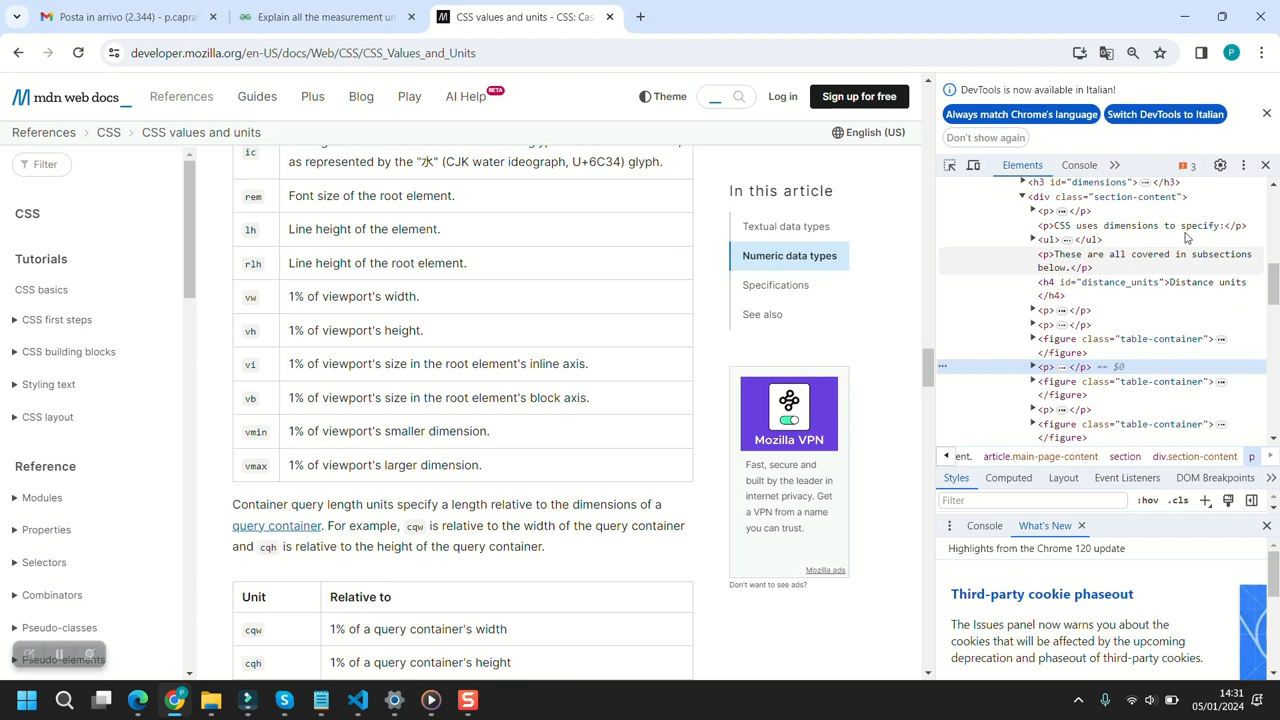 Posta in arrivo (2.344) - p.capra
Explain all the measurement un
CSS values and units - CSS: Cas
developer.mozilla.org/en-US/docs/Web/CSS/CSS_Values_and_Units
P
mdn web docs
References
Guides
Plus
Blog
Play
AI Help BETA
Theme
Log in
Sign up for free
References > CSS > CSS values and units
English (US)
Filter
CSS
Tutorials
CSS basics
CSS first steps
CSS building blocks
Styling text
CSS layout
Reference
Modules
Properties
Selectors
Combinators
Pseudo-classes
Pseudo-elements
ic
as represented by the "水" (CJK water ideograph, U+6C34) glyph.
rem Font size of the root element.
lh Line height of the element.
rlh Line height of the root element.
vw 1% of viewport's width.
vh 1% of viewport's height.
vi 1% of viewport's size in the root element's inline axis.
vb 1% of viewport's size in the root element's block axis.
vmin 1% of viewport's smaller dimension.
vmax 1% of viewport's larger dimension.
Container query length units specify a length relative to the dimensions of a
query container. For example, cqw is relative to the width of the query container
and cqh is relative to the height of the query container.
Unit Relative to
cqw 1% of a query container's width
cqh 1% of a query container's height
In this article
Textual data types
Numeric data types
Specifications
See also
Mozilla VPN
Fast, secure and
built by the leader in
internet privacy. Get
a VPN from a name
you can trust.
Mozilla ads
Don't want to see ads?
DevTools is now available in Italian!
Always match Chrome's language
Switch DevTools to Italian
Don't show again
Elements
Console
3
<h3 id="dimensions"> </h3>
<div class="section-content">
<p> </p>
<p>CSS uses dimensions to specify:</p>
<ul> </ul>
<p>These are all covered in subsections
below.</p>
<h4 id="distance_units">Distance units
</h4>
<p> </p>
<p> </p>
<figure class="table-container">
</figure>
<p> </p> == $0
<figure class="table-container">
</figure>
<p> </p>
<figure class="table-container">
</figure>
ent. article.main-page-content section div.section-content p
Styles
Computed
Layout
Event Listeners
DOM Breakpoints
Filter
:hov .cls
Console
What's New
Highlights from the Chrome 120 update
Third-party cookie phaseout
The Issues panel now warns you about the
cookies that will be affected by the upcoming
deprecation and phaseout of third-party cookies.
14:31
05/01/2024